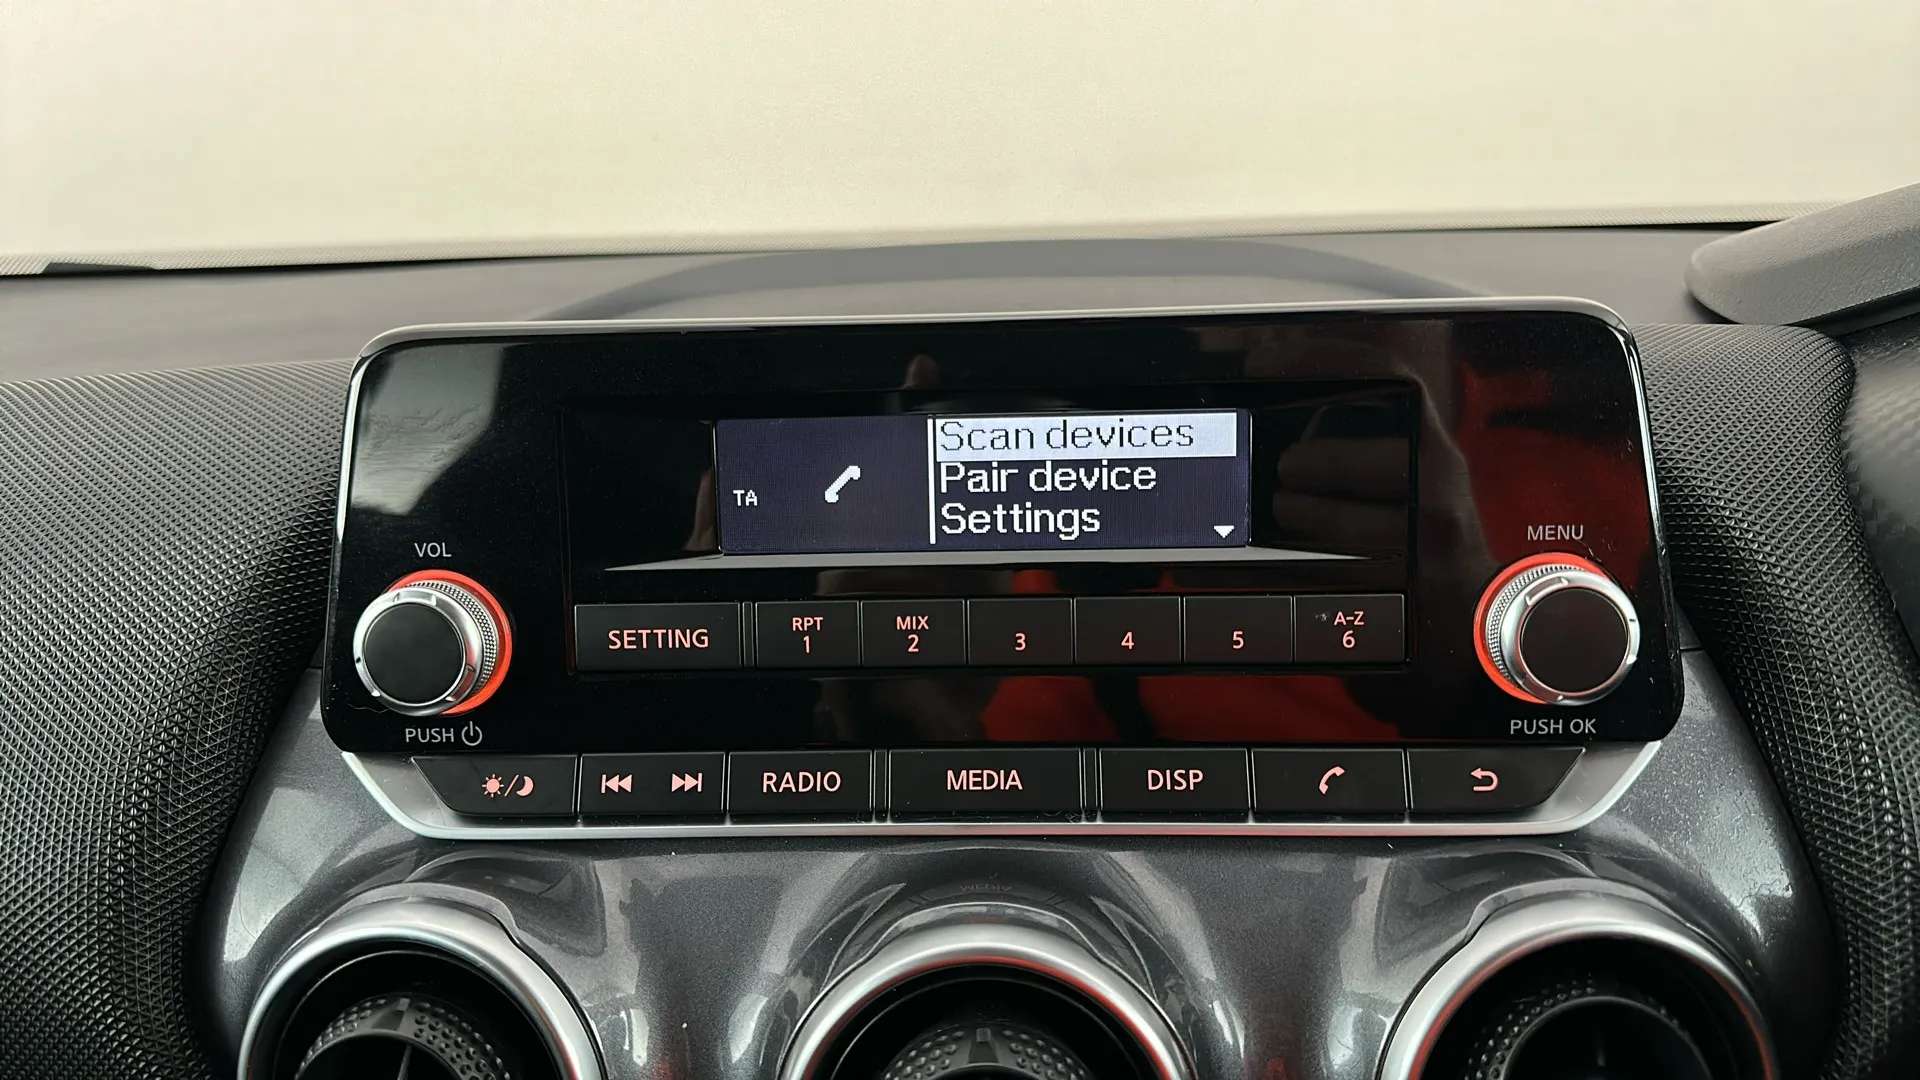 Scan devices
Pair device
TA
Settings
VOL
MENU
SETTING
RPT
1
MIX
2
3
4
5
A-Z
6
PUSH
PUSH OK
RADIO
MEDIA
DISP